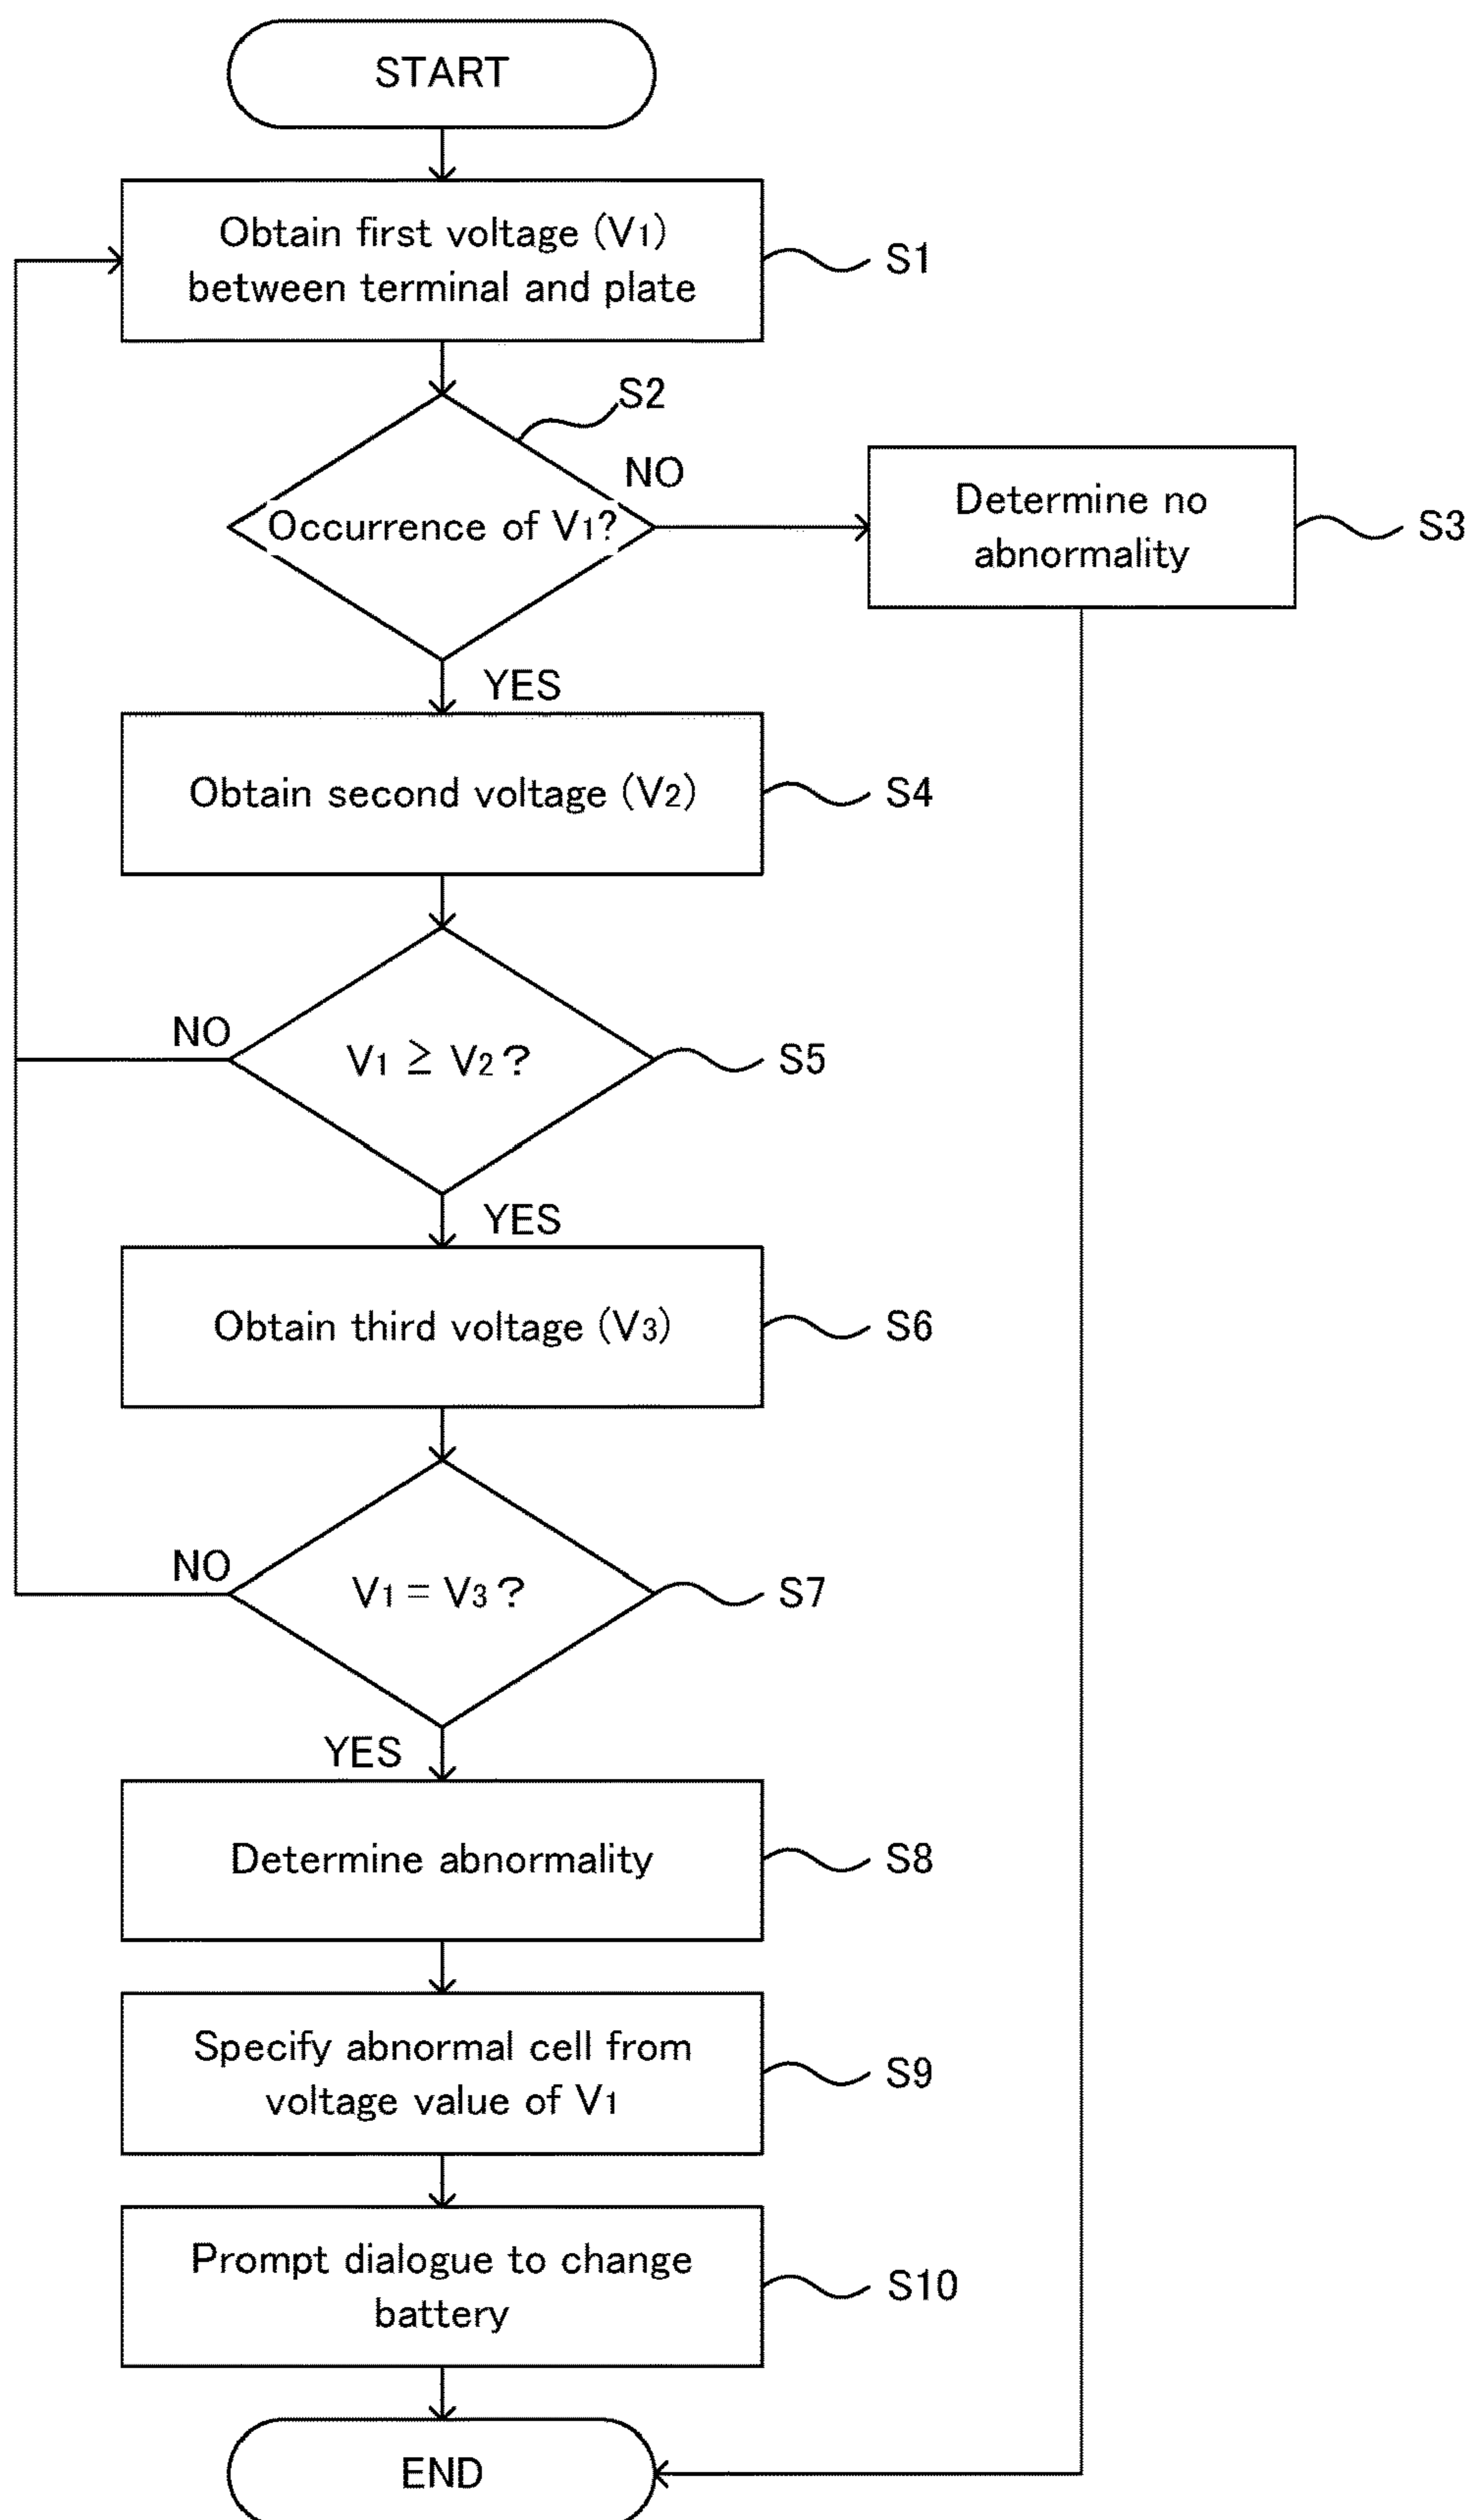 START
Obtain first voltage (V1)
between terminal and plate
S1
S2
NO
Occurrence of V1?
Determine no
abnormality
S3
YES
Obtain second voltage (V2)
S4
NO
V1 ≥ V2?
S5
YES
Obtain third voltage (V3)
S6
NO
V1 = V3?
S7
YES
Determine abnormality
S8
Specify abnormal cell from
voltage value of V1
S9
Prompt dialogue to change
battery
S10
END